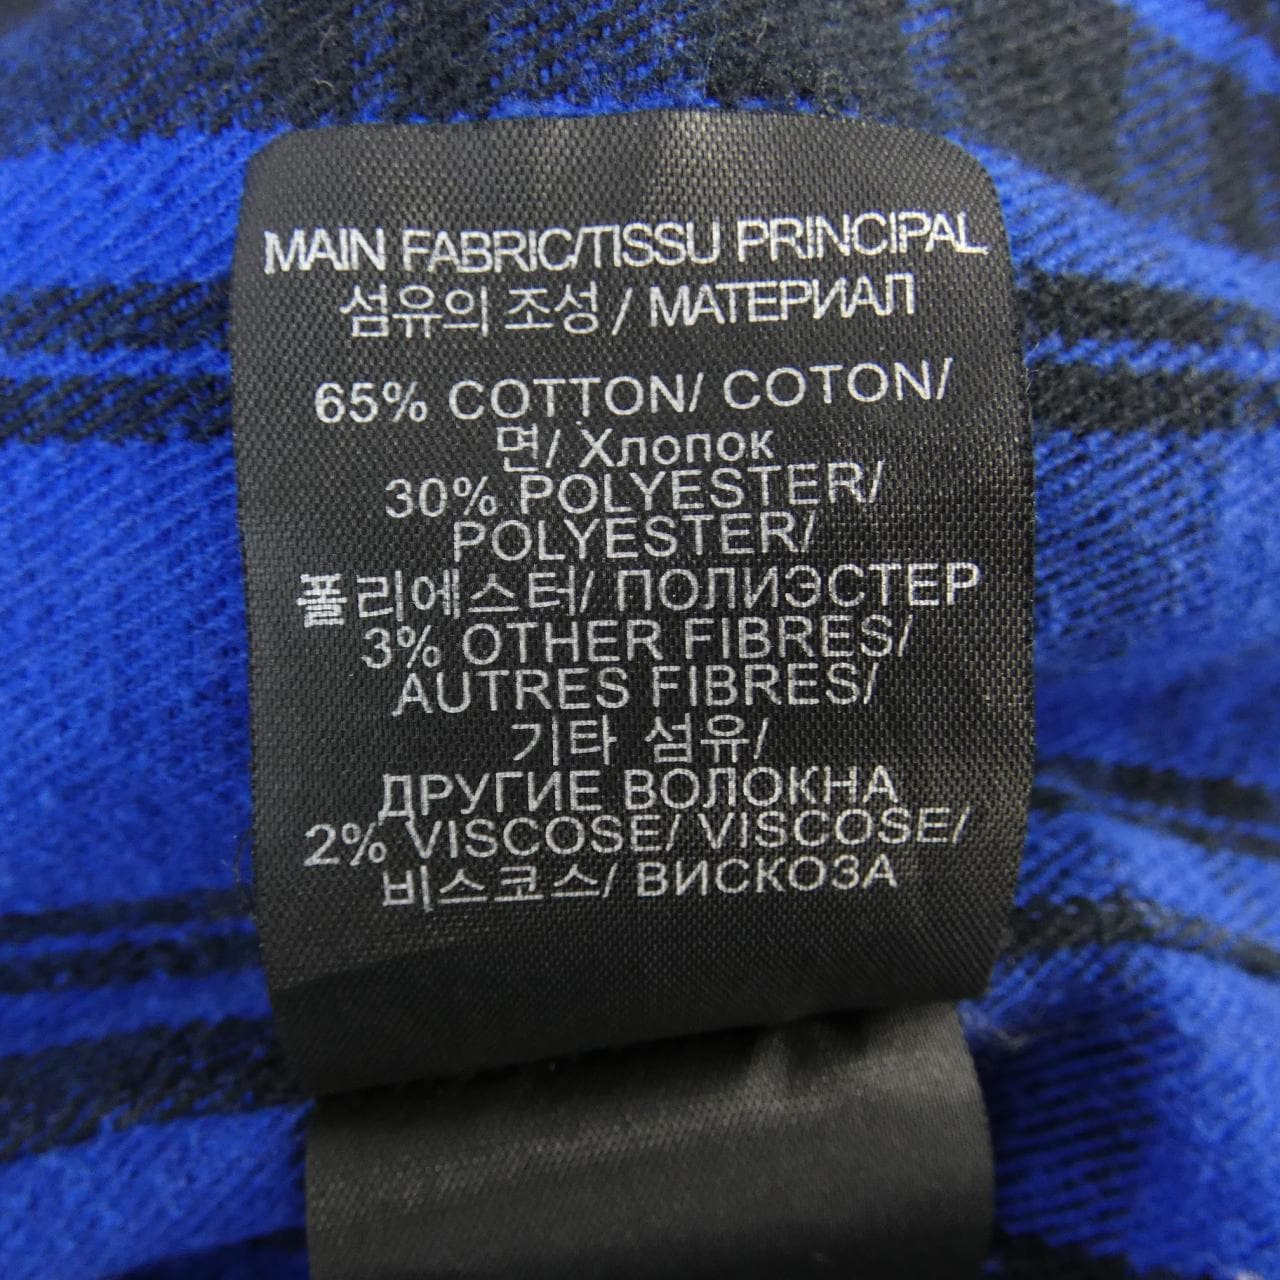 MAIN FABRIC/TISSU PRINCIPAL
섬유의 조성 / МАТЕРИАЛ
65% COTTON/ COTON/
면/ Хлопок
30% POLYESTER/
POLYESTER/
폴리에스터/ ПОЛИЭСТЕР
3% OTHER FIBRES/
AUTRES FIBRES/
기타 섬유/
ДРУГИЕ ВОЛОКНА
2% VISCOSE/ VISCOSE/
비스코스/ ВИСКОЗА